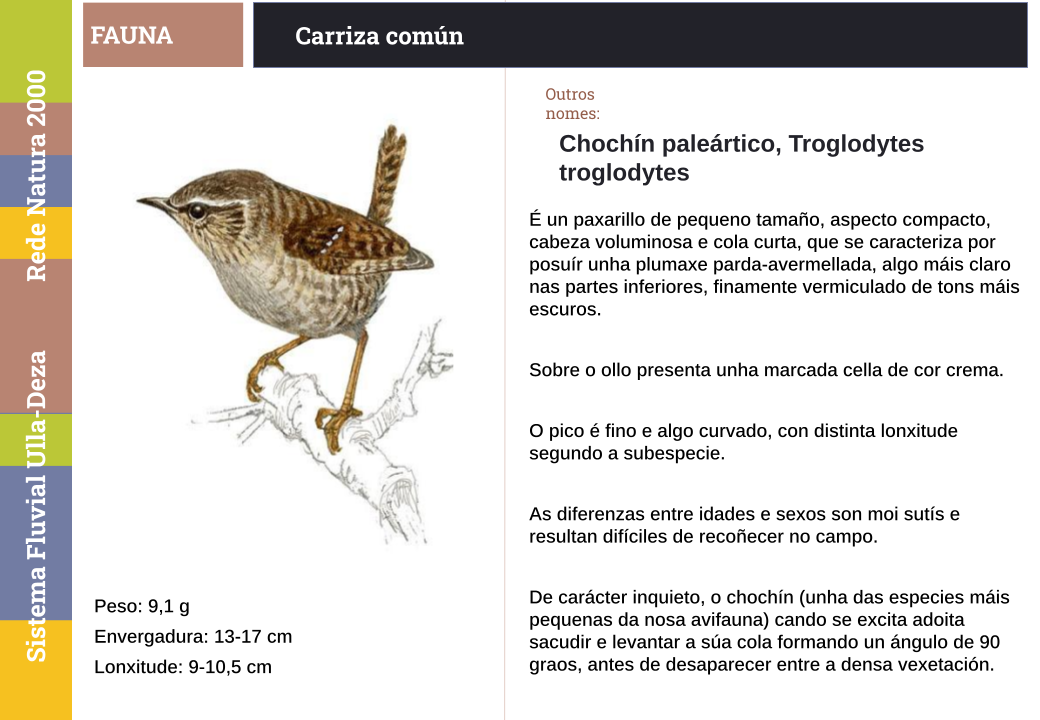 FAUNA
Carriza común
Rede Natura 2000
Sistema Fluvial Ulla-Deza
Outros
nomes:
Chochín paleártico, Troglodytes
troglodytes
É un paxarillo de pequeno tamaño, aspecto compacto,
cabeza voluminosa e cola curta, que se caracteriza por
posuír unha plumaxe parda-avermellada, algo máis claro
nas partes inferiores, finamente vermiculado de tons máis
escuros.
Sobre o ollo presenta unha marcada cella de cor crema.
O pico é fino e algo curvado, con distinta lonxitude
segundo a subespecie.
As diferenzas entre idades e sexos son moi sutís e
resultan difíciles de recoñecer no campo.
De carácter inquieto, o chochín (unha das especies máis
pequenas da nosa avifauna) cando se excita adoita
sacudir e levantar a súa cola formando un ángulo de 90
graos, antes de desaparecer entre a densa vexetación.
Peso: 9,1 g
Envergadura: 13-17 cm
Lonxitude: 9-10,5 cm